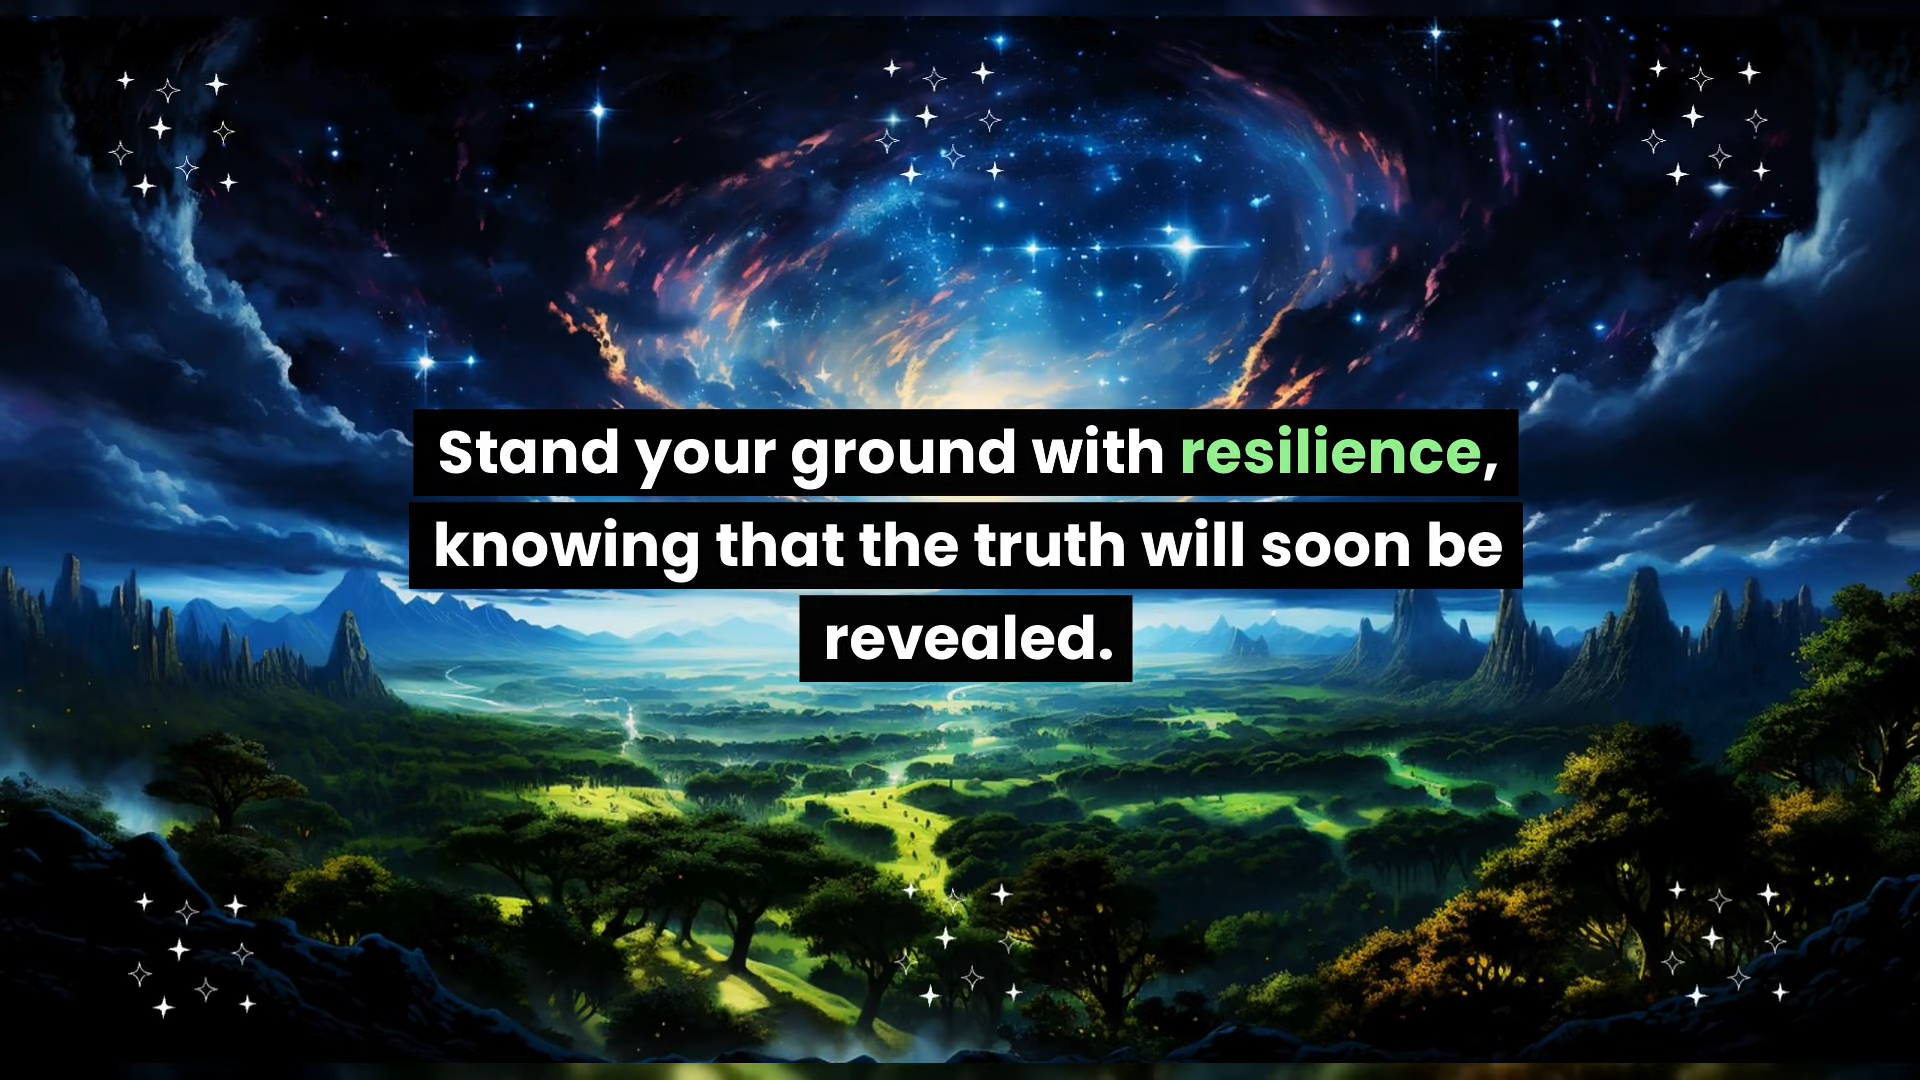 Stand your ground with resilience,
knowing that the truth will soon be
revealed.